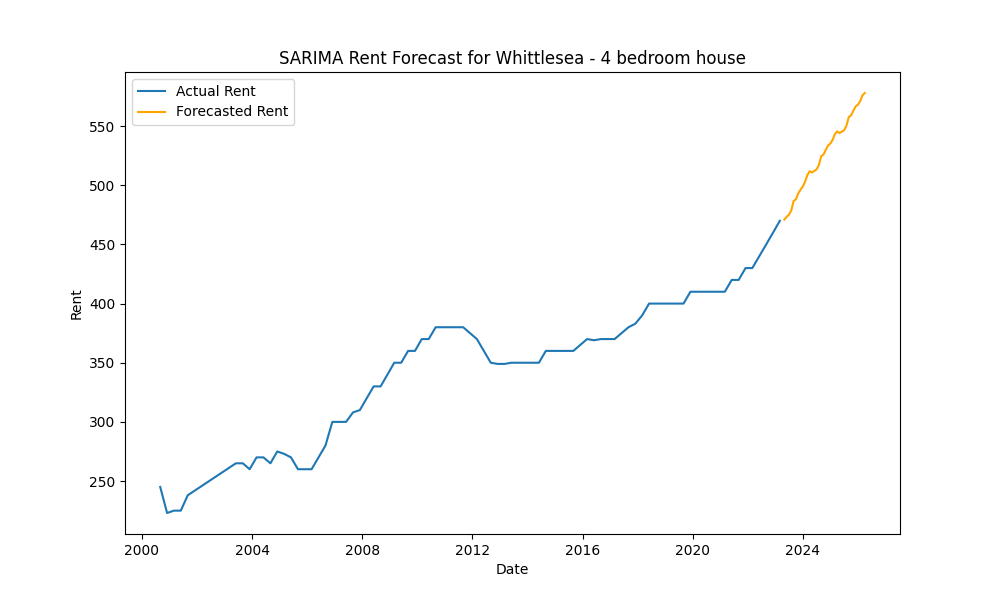 SARIMA Rent Forecast for Whittlesea - 4 bedroom house
Actual Rent
Forecasted Rent
550
500
450
400
350
300
250
Rent
2000 2004 2008 2012 2016 2020 2024
Date